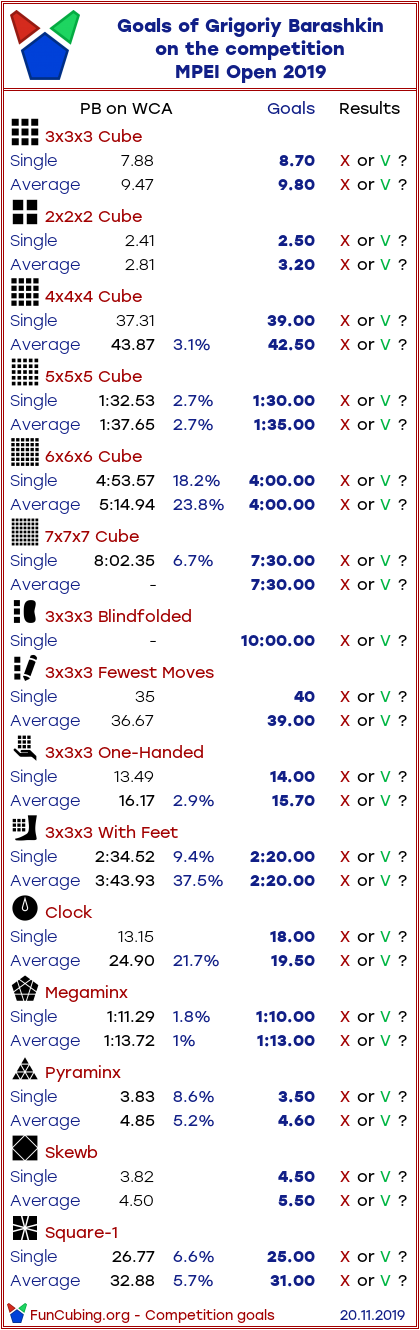 Goals of Grigoriy Barashkin
on the competition
MPEI Open 2019
PB on WCA Goals Results
3x3x3 Cube
Single 7.88 8.70 X or V ?
Average 9.47 9.80 X or V ?
2x2x2 Cube
Single 2.41 2.50 X or V ?
Average 2.81 3.20 X or V ?
4x4x4 Cube
Single 37.31 39.00 X or V ?
Average 43.87 3.1% 42.50 X or V ?
5x5x5 Cube
Single 1:32.53 2.7% 1:30.00 X or V ?
Average 1:37.65 2.7% 1:35.00 X or V ?
6x6x6 Cube
Single 4:53.57 18.2% 4:00.00 X or V ?
Average 5:14.94 23.8% 4:00.00 X or V ?
7x7x7 Cube
Single 8:02.35 6.7% 7:30.00 X or V ?
Average - 7:30.00 X or V ?
3x3x3 Blindfolded
Single - 10:00.00 X or V ?
3x3x3 Fewest Moves
Single 35 40 X or V ?
Average 36.67 39.00 X or V ?
3x3x3 One-Handed
Single 13.49 14.00 X or V ?
Average 16.17 2.9% 15.70 X or V ?
3x3x3 With Feet
Single 2:34.52 9.4% 2:20.00 X or V ?
Average 3:43.93 37.5% 2:20.00 X or V ?
Clock
Single 13.15 18.00 X or V ?
Average 24.90 21.7% 19.50 X or V ?
Megaminx
Single 1:11.29 1.8% 1:10.00 X or V ?
Average 1:13.72 1% 1:13.00 X or V ?
Pyraminx
Single 3.83 8.6% 3.50 X or V ?
Average 4.85 5.2% 4.60 X or V ?
Skewb
Single 3.82 4.50 X or V ?
Average 4.50 5.50 X or V ?
Square-1
Single 26.77 6.6% 25.00 X or V ?
Average 32.88 5.7% 31.00 X or V ?
FunCubing.org - Competition goals 20.11.2019